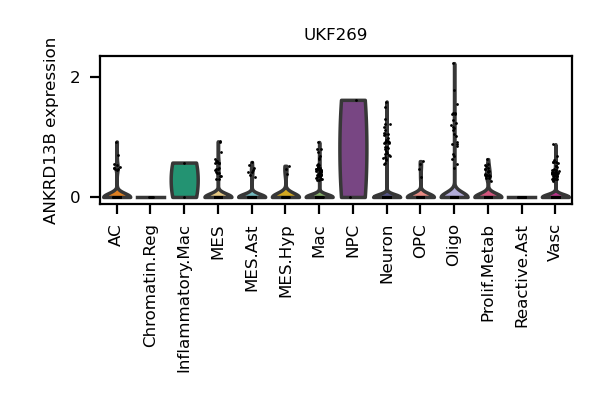 UKF269
ANKRD13B expression
2
0
AC
Chromatin.Reg
Inflammatory.Mac
MES
MES.Ast
MES.Hyp
Mac
NPC
Neuron
OPC
Oligo
Prolif.Metab
Reactive.Ast
Vasc